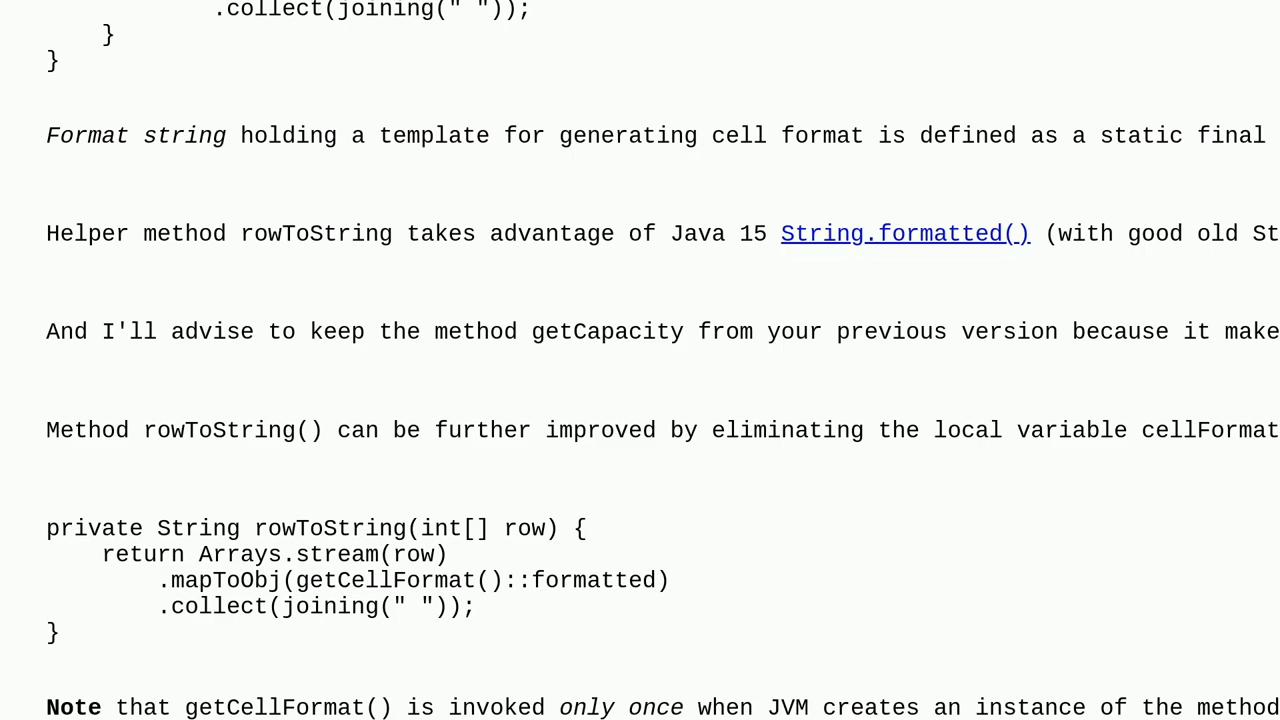 .collect(joining(" "));
    }
}
Format string holding a template for generating cell format is defined as a static final
Helper method rowToString takes advantage of Java 15 String.formatted() (with good old St
And I'll advise to keep the method getCapacity from your previous version because it make
Method rowToString() can be further improved by eliminating the local variable cellFormat
private String rowToString(int[] row) {
    return Arrays.stream(row)
        .mapToObj(getCellFormat()::formatted)
        .collect(joining(" "));
}
Note that getCellFormat() is invoked only once when JVM creates an instance of the method